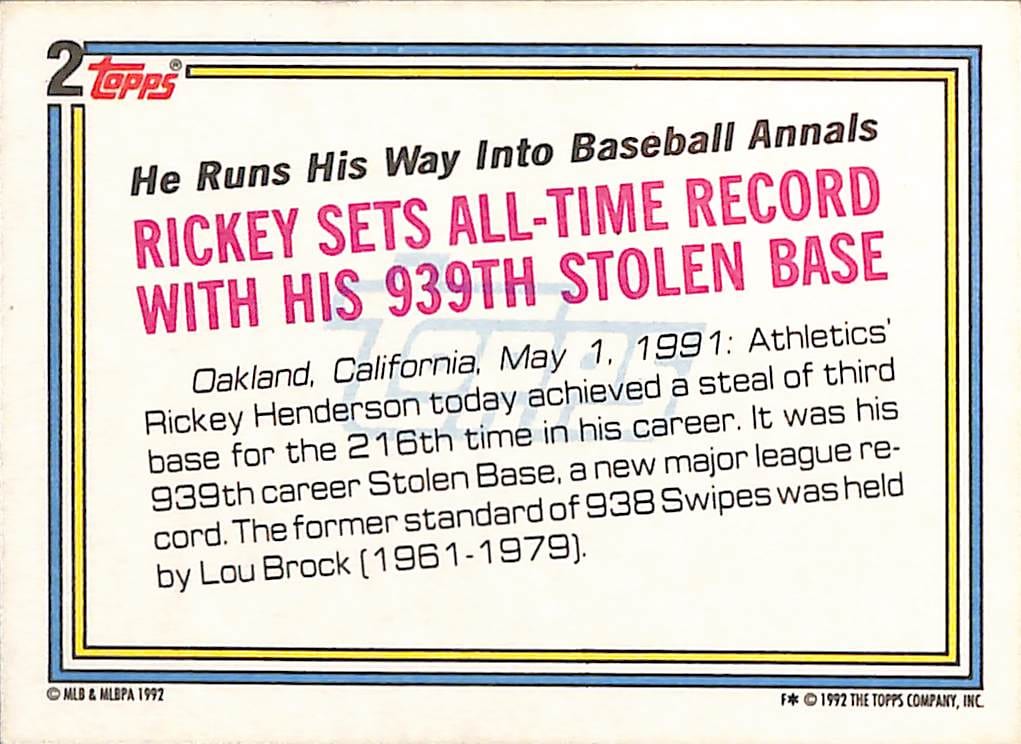 2 Topps®
He Runs His Way Into Baseball Annals
RICKEY SETS ALL-TIME RECORD
WITH HIS 939TH STOLEN BASE
Topps
Oakland, California, May 1, 1991: Athletics'
Rickey Henderson today achieved a steal of third
base for the 216th time in his career. It was his
939th career Stolen Base, a new major league re-
cord. The former standard of 938 Swipes was held
by Lou Brock (1961-1979).
© MLB & MLBPA 1992
F* © 1992 THE TOPPS COMPANY, INC.